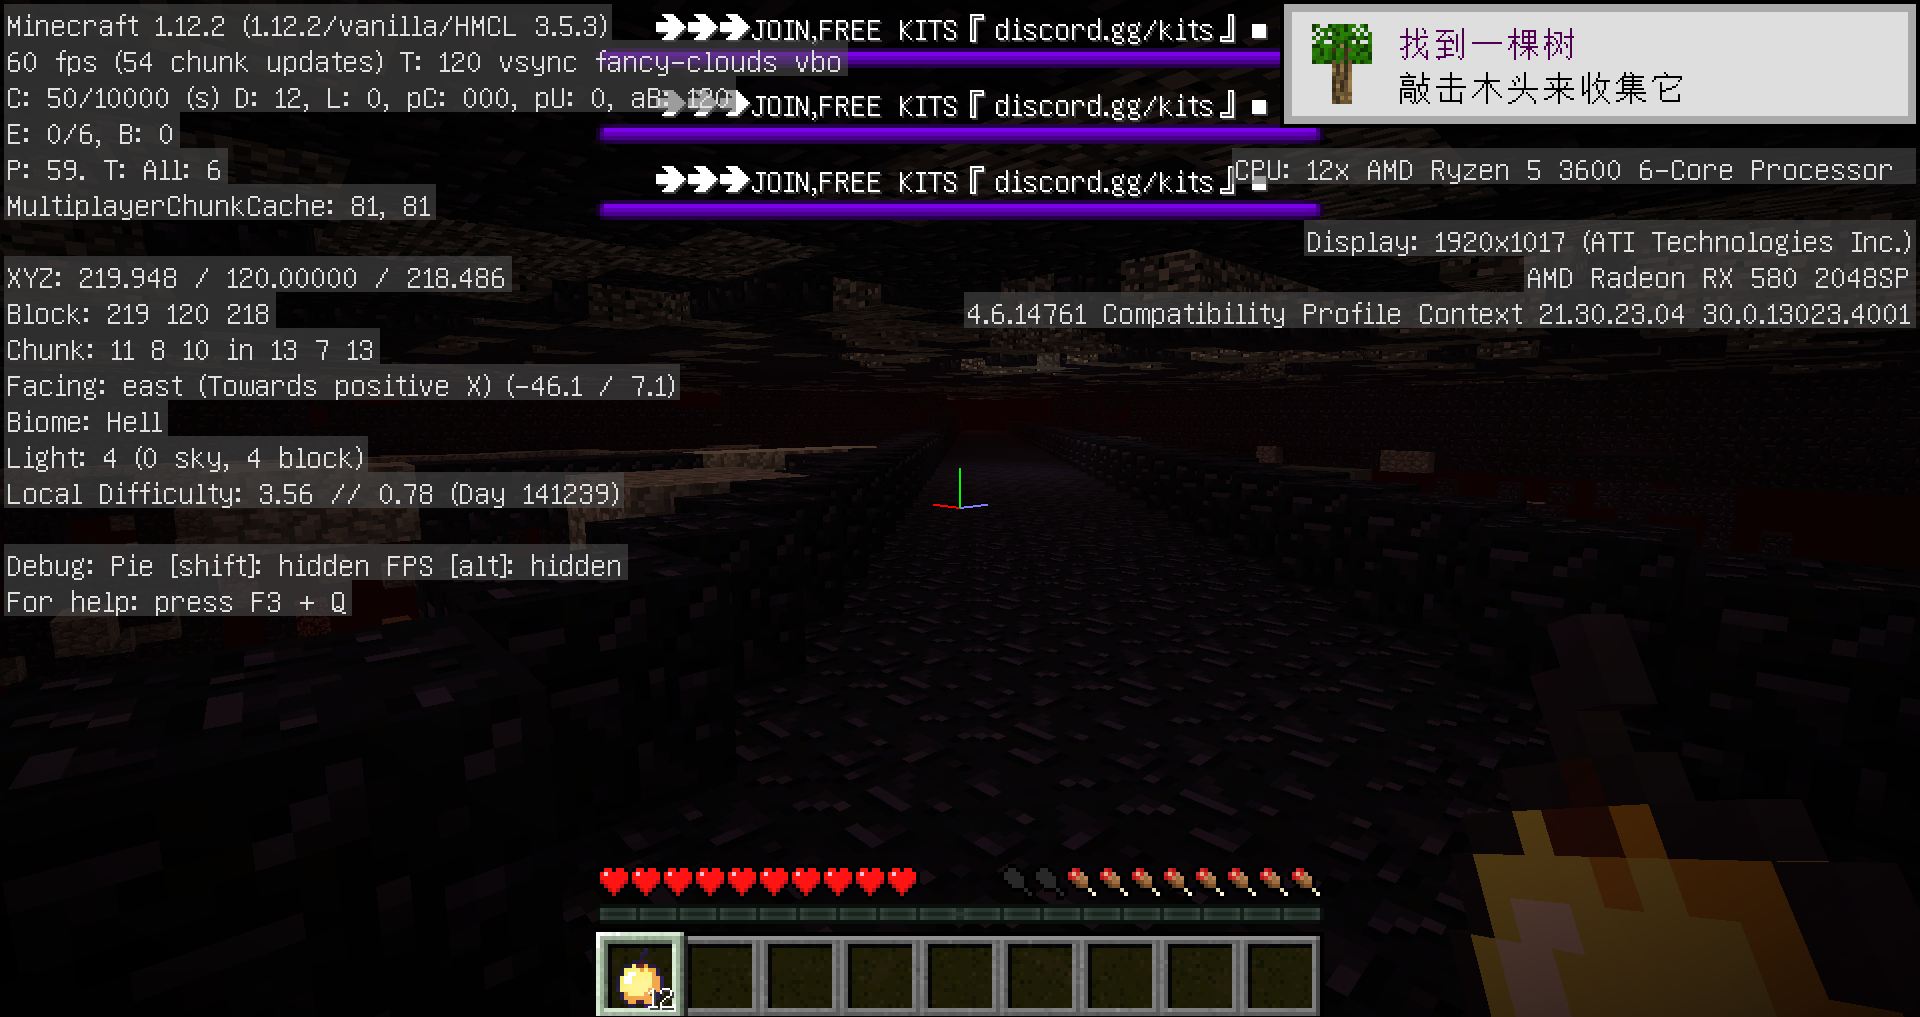 Minecraft 1.12.2 (1.12.2/vanilla/HMCL 3.5.3)
60 fps (54 chunk updates) T: 120 vsync fancy-clouds vbo
C: 50/10000 (s) D: 12, L: 0, pC: 000, pU: 0, aB: 120
E: 0/6, B: 0
P: 59. T: All: 6
MultiplayerChunkCache: 81, 81
XYZ: 219.948 / 120.00000 / 218.486
Block: 219 120 218
Chunk: 11 8 10 in 13 7 13
Facing: east (Towards positive X) (-46.1 / 7.1)
Biome: Hell
Light: 4 (0 sky, 4 block)
Local Difficulty: 3.56 // 0.78 (Day 141239)
Debug: Pie [shift]: hidden FPS [alt]: hidden
For help: press F3 + Q
➔➔➔JOIN,FREE KITS『discord.gg/kits』■
➔➔➔JOIN,FREE KITS『discord.gg/kits』■
➔➔➔JOIN,FREE KITS『discord.gg/kits』■
找到一棵树
敲击木头来收集它
CPU: 12x AMD Ryzen 5 3600 6-Core Processor
Display: 1920x1017 (ATI Technologies Inc.)
AMD Radeon RX 580 2048SP
4.6.14761 Compatibility Profile Context 21.30.23.04 30.0.13023.4001
12